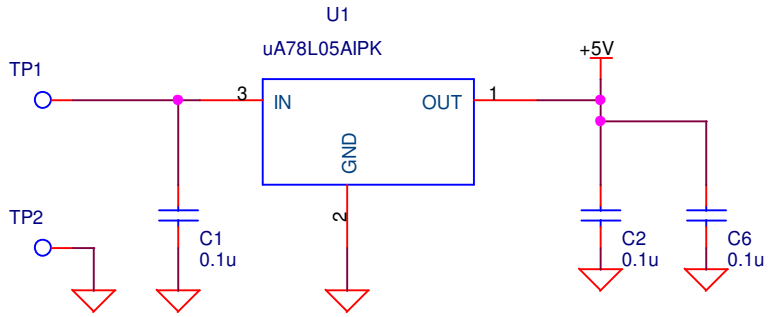 U1
uA78L05AIPK
+5V
TP1
3
IN
OUT
1
GND
2
TP2
C1
0.1u
C2
0.1u
C6
0.1u